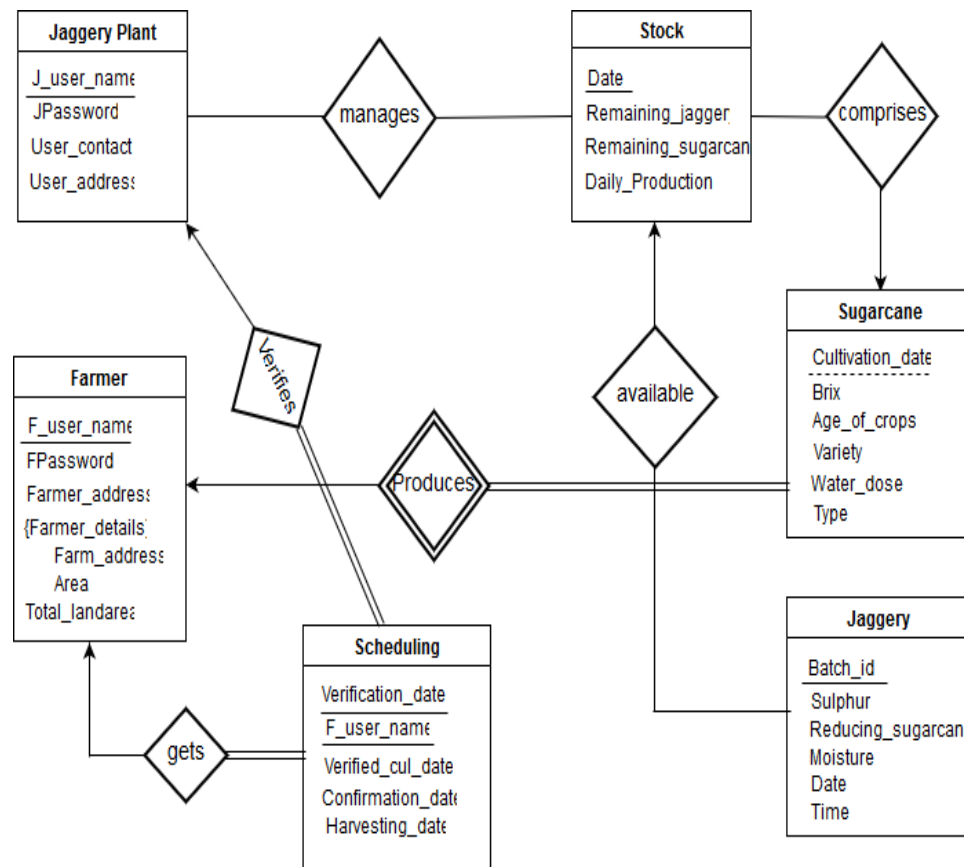 Jaggery Plant
J_user_name
JPassword
User_contact
User_address
manages
Stock
Date
Remaining_jagger
Remaining_sugarcan
Daily_Production
comprises
Verifies
Sugarcane
Cultivation_date
Brix
Age_of_crops
Variety
Water_dose
Type
Farmer
F_user_name
FPassword
Farmer_address
{Farmer_details}
Farm_address
Area
Total_landarea
Produces
available
gets
Scheduling
Verification_date
F_user_name
Verified_cul_date
Confirmation_date
Harvesting_date
Jaggery
Batch_id
Sulphur
Reducing_sugarcan
Moisture
Date
Time